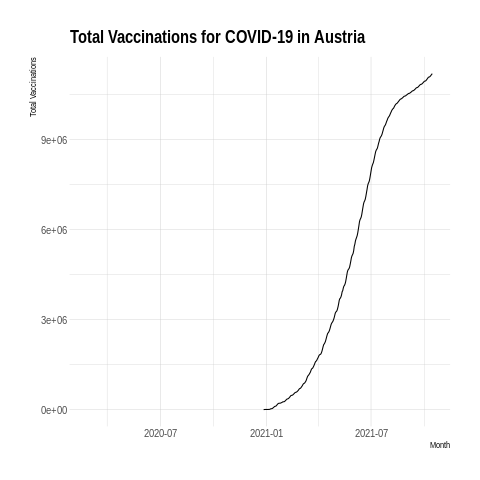 Total Vaccinations for COVID-19 in Austria
Total Vaccinations
9e+06
6e+06
3e+06
0e+00
2020-07 2021-01 2021-07
Month